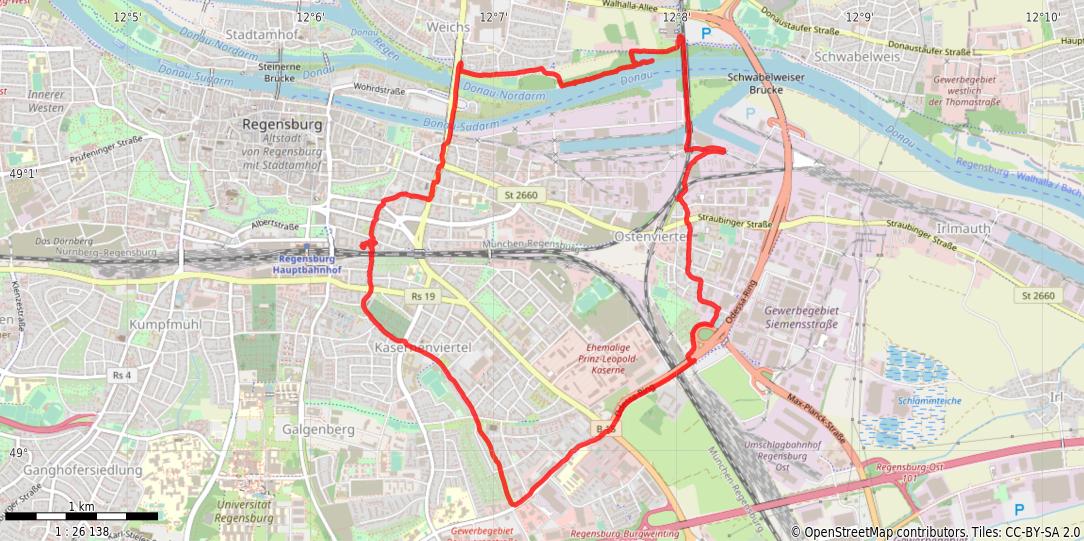 12°5'
12°6'
12°7'
12°8'
12°9'
12°10'
Walhalla-Allee
Weichs
Stadtamhof
Donau-Nordarm
Donau-Südarm
Donau
Regen
P
Donaustaufer Straße
Donaustaufer Straße
Schwabelweis
Steinerne
Brücke
Wöhrdstraße
Donau
Donau-Nordarm
Donau-Südarm
Schwabelweiser
Brücke
P
Gewerbegebiet
westlich
der Thomastraße
Innerer
Westen
Prüfeninger Straße
Regensburg
Altstadt
von Regensburg
mit Stadtamhof
Donau
Regensburg - Walhalla / Bach
49°1'
St 2660
Albertstraße
Straubinger Straße
Straubinger Straße
Irlmauth
Das Dörnberg
Nürnberg-Regensburg
Regensburg
Hauptbahnhof
München-Regensburg
Ostenviertel
Rs 19
St 2660
Odessa-Ring
Gewerbegebiet
Siemensstraße
Klenzestraße
Kumpfmühl
Kasernenviertel
Ehemalige
Prinz-Leopold-
Kaserne
Rs 4
Schlämmteiche
Irl
Max-Planck-Straße
B 15
Galgenberg
Umschlagbahnhof
Regensburg
Ost
München-Regensburg
Regensburg-Ost
101
49°
Ganghofersiedlung
Universität
Regensburg
P
1 km
1 : 26 138
Gewerbegebiet
Regensburg-Burgweinting
© OpenStreetMap contributors. Tiles: CC-BY-SA 2.0